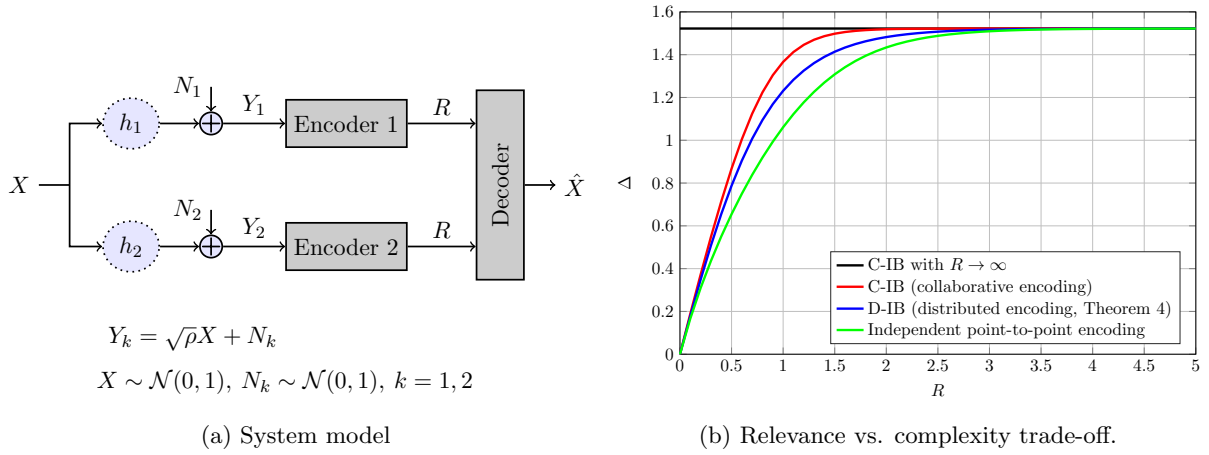 X
h₁
N₁
Y₁
Encoder 1
R
h₂
N₂
Y₂
Encoder 2
R
Decoder
X̂
Yₖ = √ρX + Nₖ
X ∼ 𝒩(0, 1), Nₖ ∼ 𝒩(0, 1), k = 1, 2
(a) System model
1.6
1.4
1.2
1
0.8
0.6
0.4
0.2
0
Δ
0 0.5 1 1.5 2 2.5 3 3.5 4 4.5 5
R
C-IB with R → ∞
C-IB (collaborative encoding)
D-IB (distributed encoding, Theorem 4)
Independent point-to-point encoding
(b) Relevance vs. complexity trade-off.